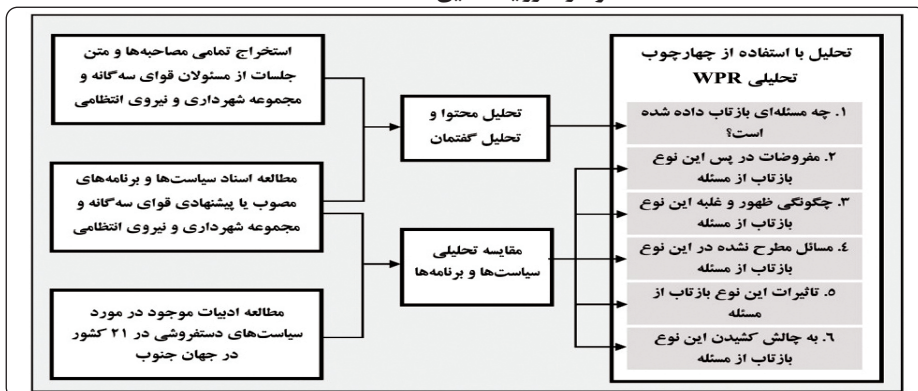 استخراج تمامی مصاحبه‌ها و متن
جلسات از مسئولان قوای سه‌گانه و
مجموعه شهرداری و نیروی انتظامی
مطالعه اسناد سیاست‌ها و برنامه‌های
مصوب یا پیشنهادی قوای سه‌گانه و
مجموعه شهرداری و نیروی انتظامی
مطالعه ادبیات موجود در مورد
سیاست‌های دستفروشی در ۲۱ کشور
در جهان جنوب
تحلیل محتوا و
تحلیل گفتمان
مقایسه تحلیلی
سیاست‌ها و برنامه‌ها
تحلیل با استفاده از چهارچوب
تحلیلی WPR
۱. چه مسئله‌ای بازتاب داده شده
است؟
۲. مفروضات در پس این نوع
بازتاب از مسئله
۳. چگونگی ظهور و غلبه این نوع
بازتاب از مسئله
۴. مسائل مطرح نشده در این نوع
بازتاب از مسئله
۵. تاثیرات این نوع بازتاب از
مسئله
۶. به چالش کشیدن این نوع
بازتاب از مسئله